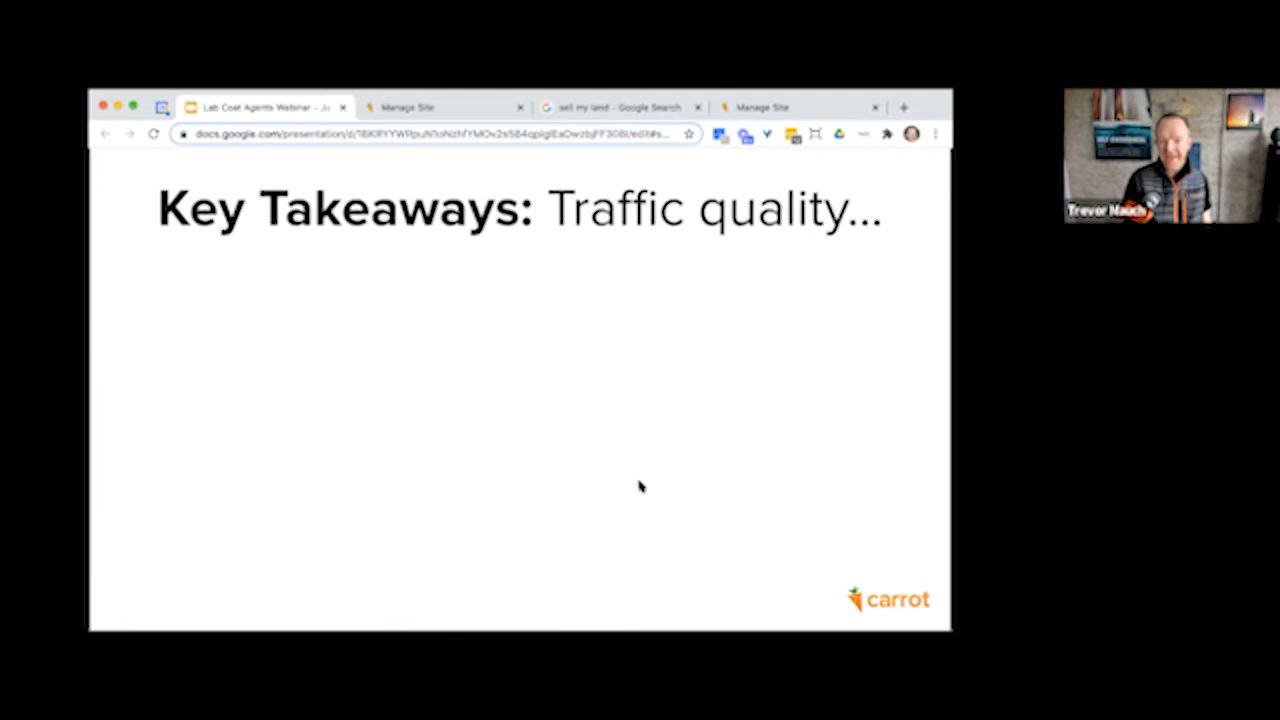 Lab Coat Agents Webinar - Jo
Manage Site
sell my land - Google Search
Manage Site
Key Takeaways: Traffic quality...
carrot
Trevor Mauch